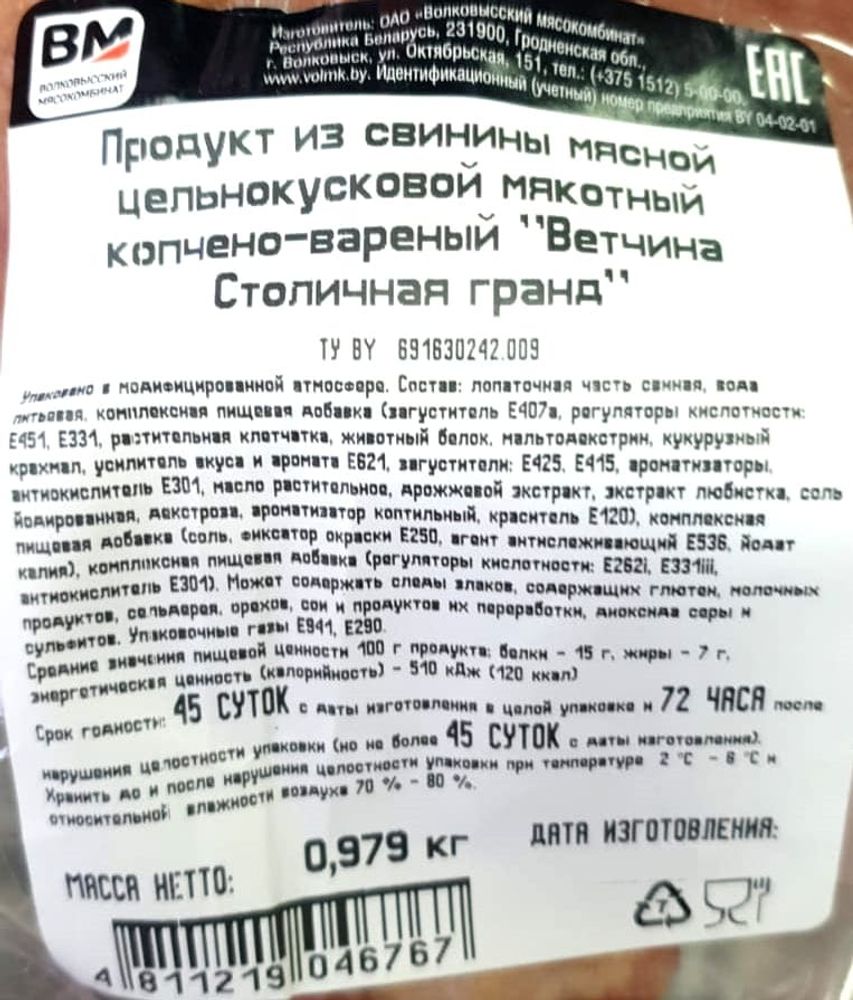 ВМ
ВОЛКОВЫССКИЙ
МЯСОКОМБИНАТ
Изготовитель: ОАО «Волковысский мясокомбинат»
Республика Беларусь, 231900, Гродненская обл.,
г. Волковыск, ул. Октябрьская, 151, тел.: (+375 1512) 5-00-00.
www.volmk.by. Идентификационный (учетный) номер предприятия BY 04-02-01
ЕАС
Продукт из свинины мясной
цельнокусковой мякотный
копчено-вареный "Ветчина
Столичная гранд"
ТУ BY 691630242.009
Упаковано в модифицированной атмосфере. Состав: лопаточная часть свиная, вода
питьевая, комплексная пищевая добавка (загуститель Е407а, регуляторы кислотности:
Е451, Е331, растительная клетчатка, животный белок, мальтодекстрин, кукурузный
крахмал, усилитель вкуса и аромата Е621, загустители: Е425, Е415, ароматизаторы,
антиокислитель Е301, масло растительное, дрожжевой экстракт, экстракт любистка, соль
йодированная, декстроза, ароматизатор коптильный, краситель Е120), комплексная
пищевая добавка (соль, фиксатор окраски Е250, агент антислеживающий Е536, йодат
калия), комплексная пищевая добавка (регуляторы кислотности: Е262i, Е331iii,
антиокислитель Е301). Может содержать следы злаков, содержащих глютен, молочных
продуктов, сельдерея, орехов, сои и продуктов их переработки, диоксида серы и
сульфитов. Упаковочные газы Е941, Е290.
Средние значения пищевой ценности 100 г продукта: белки - 15 г, жиры - 7 г,
энергетическая ценность (калорийность) - 510 кДж (120 ккал)
Срок годности: 45 СУТОК с даты изготовления в целой упаковке и 72 ЧАСА после
нарушения целостности упаковки (но не более 45 СУТОК с даты изготовления).
Хранить до и после нарушения целостности упаковки при температуре 2 °С - 6 °С и
относительной влажности воздуха 70 % - 80 %.
МАССА НЕТТО: 0,979 кг ДАТА ИЗГОТОВЛЕНИЯ:
7
4 811219 046767